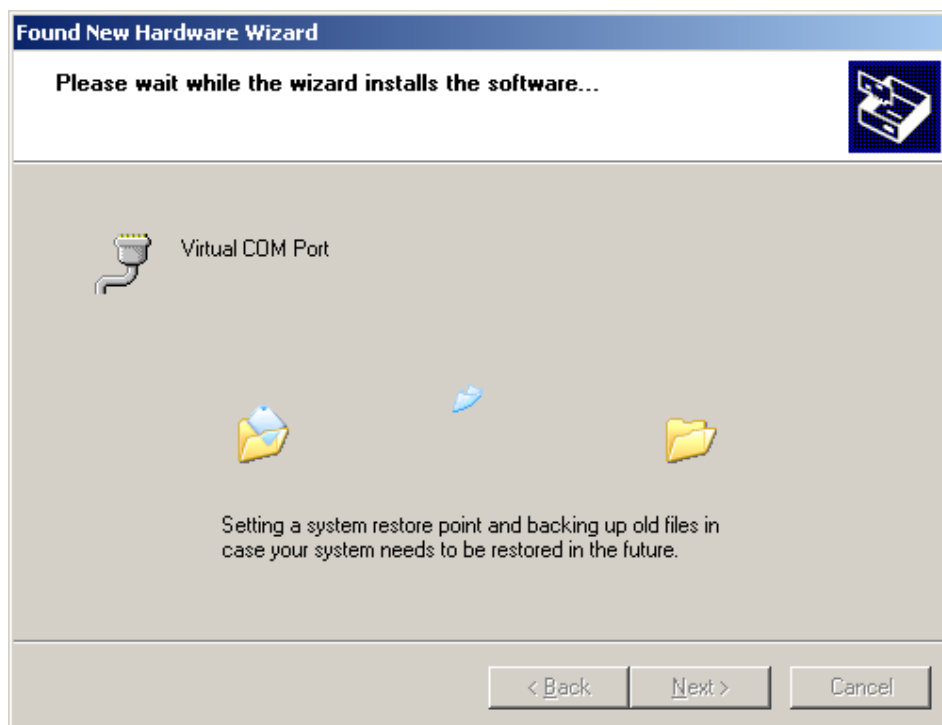 Found New Hardware Wizard
Please wait while the wizard installs the software...
Virtual COM Port
Setting a system restore point and backing up old files in
case your system needs to be restored in the future.
< Back
Next >
Cancel